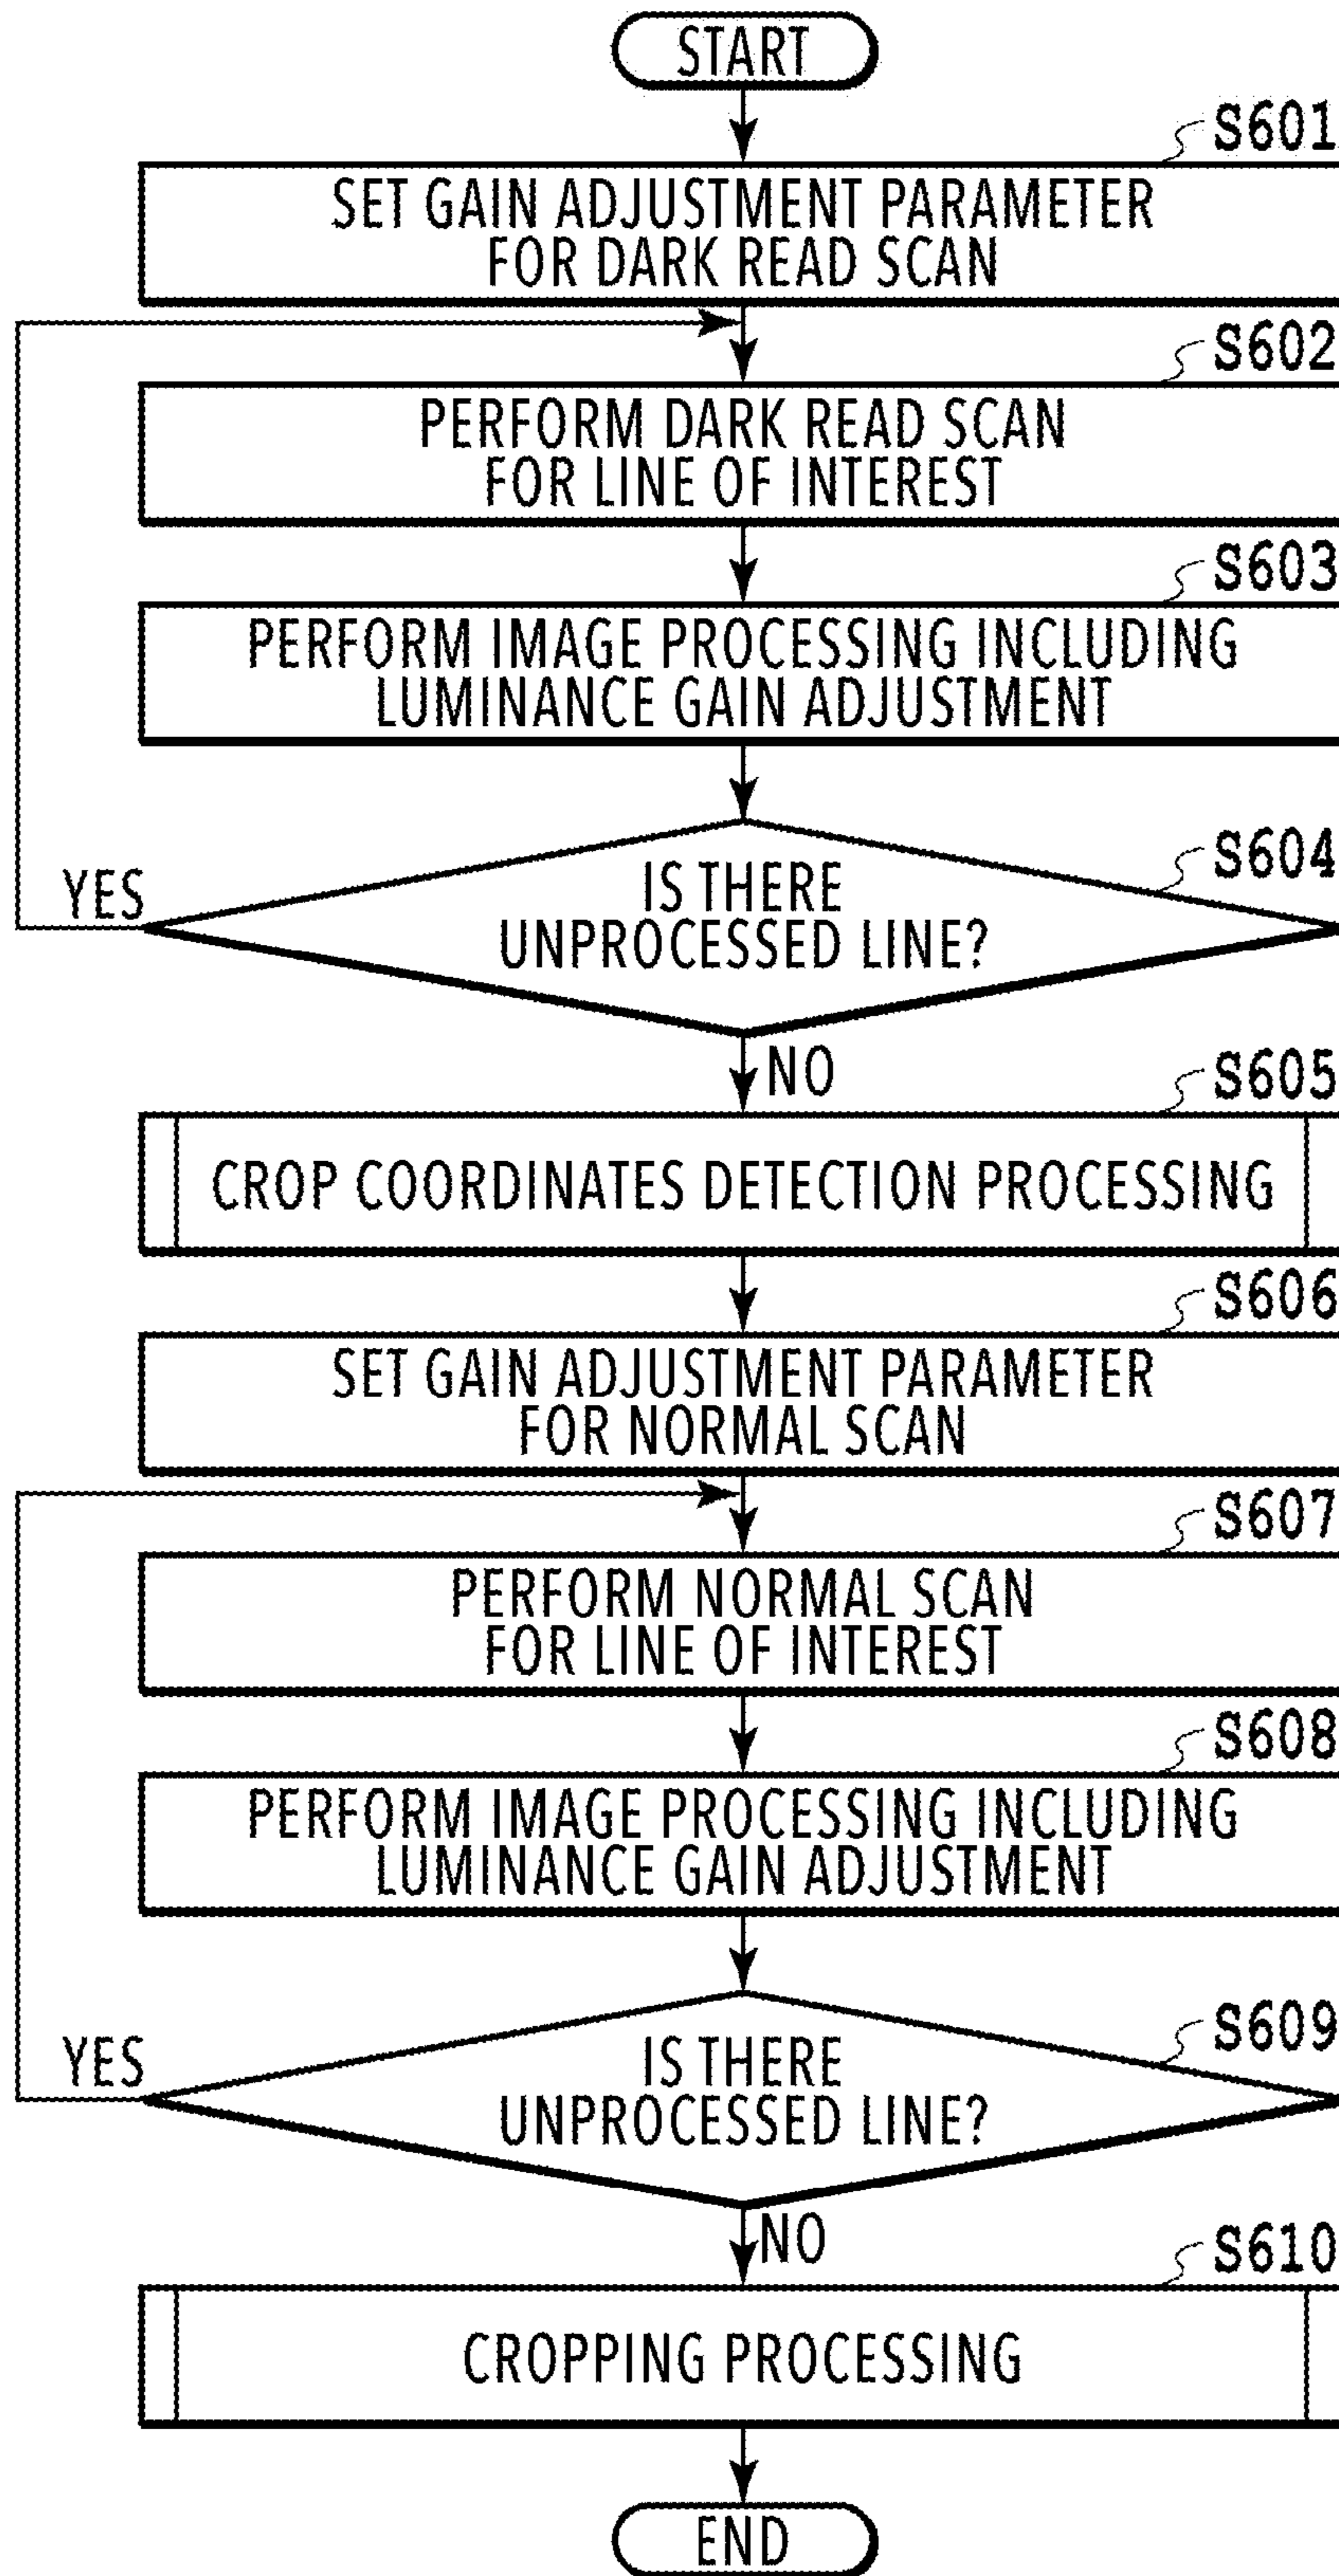 START
S601
SET GAIN ADJUSTMENT PARAMETER
FOR DARK READ SCAN
S602
PERFORM DARK READ SCAN
FOR LINE OF INTEREST
S603
PERFORM IMAGE PROCESSING INCLUDING
LUMINANCE GAIN ADJUSTMENT
S604
YES
IS THERE
UNPROCESSED LINE?
NO
S605
CROP COORDINATES DETECTION PROCESSING
S606
SET GAIN ADJUSTMENT PARAMETER
FOR NORMAL SCAN
S607
PERFORM NORMAL SCAN
FOR LINE OF INTEREST
S608
PERFORM IMAGE PROCESSING INCLUDING
LUMINANCE GAIN ADJUSTMENT
S609
YES
IS THERE
UNPROCESSED LINE?
NO
S610
CROPPING PROCESSING
END